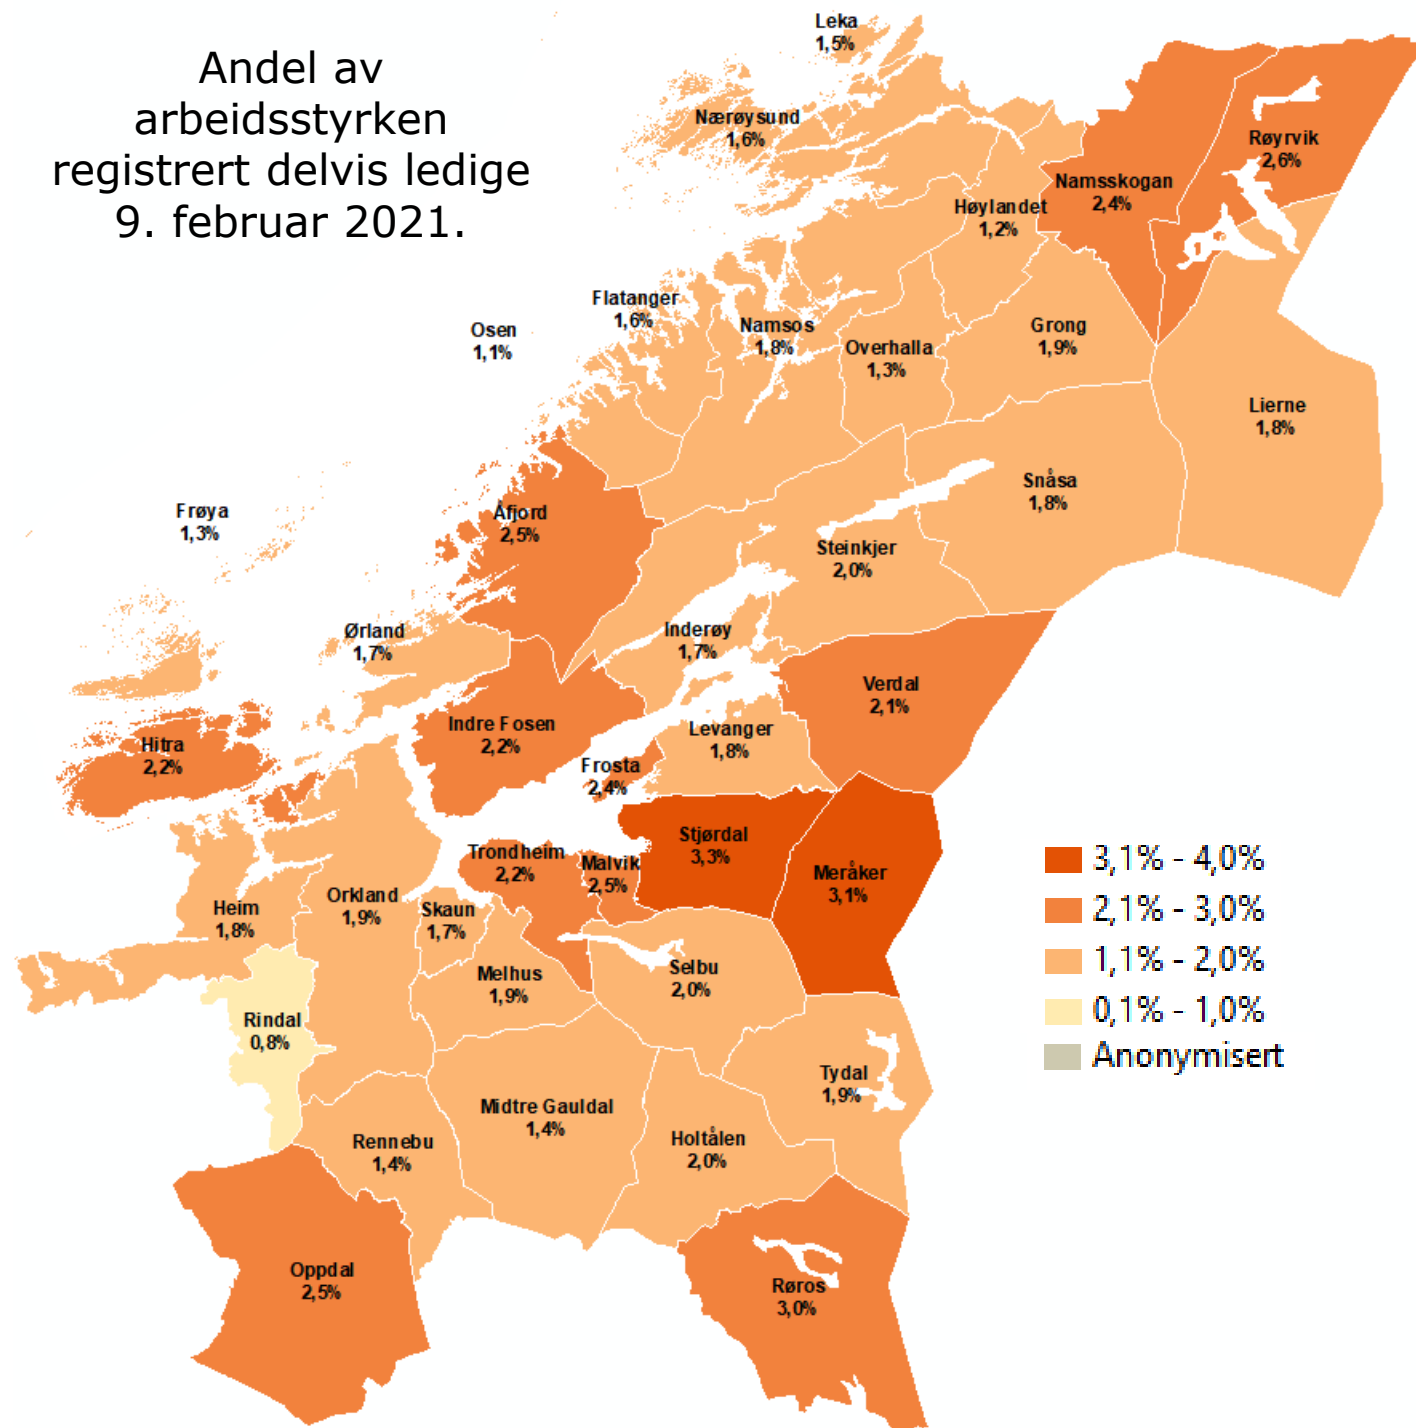 Andel av
arbeidsstyrken
registrert delvis ledige
9. februar 2021.
Leka
1,5%
Nærøysund
1,6%
Røyrvik
2,6%
Namsskogan
2,4%
Høylandet
1,2%
Flatanger
1,6%
Osen
1,1%
Namsos
1,8%
Overhalla
1,3%
Grong
1,9%
Lierne
1,8%
Snåsa
1,8%
Frøya
1,3%
Åfjord
2,5%
Steinkjer
2,0%
Ørland
1,7%
Inderøy
1,7%
Verdal
2,1%
Hitra
2,2%
Indre Fosen
2,2%
Levanger
1,8%
Frosta
2,4%
Stjørdal
3,3%
Trondheim
2,2%
Malvik
2,5%
Meråker
3,1%
Heim
1,8%
Orkland
1,9%
Skaun
1,7%
Melhus
1,9%
Selbu
2,0%
Rindal
0,8%
Tydal
1,9%
Midtre Gauldal
1,4%
Rennebu
1,4%
Holtålen
2,0%
Oppdal
2,5%
Røros
3,0%
3,1% - 4,0%
2,1% - 3,0%
1,1% - 2,0%
0,1% - 1,0%
Anonymisert